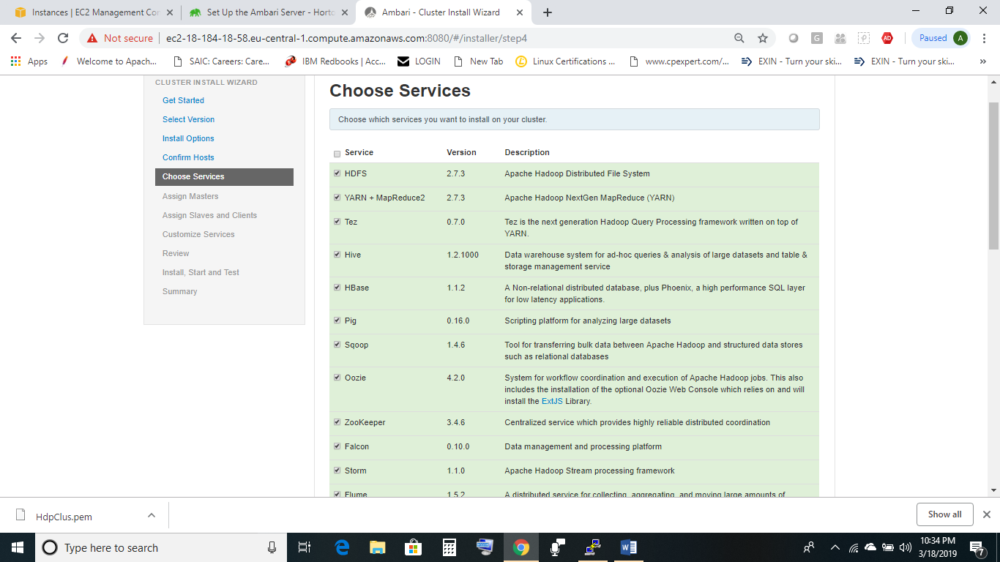 Instances | EC2 Management Con
Set Up the Ambari Server - Horto
Ambari - Cluster Install Wizard
Not secure
ec2-18-184-18-58.eu-central-1.compute.amazonaws.com:8080/#/installer/step4
G
AD
Paused
A
Apps
Welcome to Apach...
SAIC: Careers: Care...
IBM Redbooks | Acc...
LOGIN
New Tab
Linux Certifications ...
www.cpexpert.com/...
EXIN - Turn your ski...
EXIN - Turn your ski...
CLUSTER INSTALL WIZARD
Get Started
Select Version
Install Options
Confirm Hosts
Choose Services
Assign Masters
Assign Slaves and Clients
Customize Services
Review
Install, Start and Test
Summary
Choose Services
Choose which services you want to install on your cluster.
Service Version Description
HDFS 2.7.3 Apache Hadoop Distributed File System
YARN + MapReduce2 2.7.3 Apache Hadoop NextGen MapReduce (YARN)
Tez 0.7.0 Tez is the next generation Hadoop Query Processing framework written on top of
YARN.
Hive 1.2.1000 Data warehouse system for ad-hoc queries & analysis of large datasets and table &
storage management service
HBase 1.1.2 A Non-relational distributed database, plus Phoenix, a high performance SQL layer
for low latency applications.
Pig 0.16.0 Scripting platform for analyzing large datasets
Sqoop 1.4.6 Tool for transferring bulk data between Apache Hadoop and structured data stores
such as relational databases
Oozie 4.2.0 System for workflow coordination and execution of Apache Hadoop jobs. This also
includes the installation of the optional Oozie Web Console which relies on and will
install the ExtJS Library.
ZooKeeper 3.4.6 Centralized service which provides highly reliable distributed coordination
Falcon 0.10.0 Data management and processing platform
Storm 1.1.0 Apache Hadoop Stream processing framework
Flume 1.5.2 A distributed service for collecting, aggregating, and moving large amounts of
HdpClus.pem
Show all
Type here to search
10:34 PM
3/18/2019
7